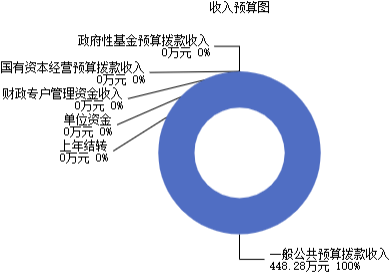 收入预算图
政府性基金预算拨款收入
0万元 0%
国有资本经营预算拨款收入
0万元 0%
财政专户管理资金收入
0万元 0%
单位资金
0万元 0%
上年结转
0万元 0%
一般公共预算拨款收入
448.28万元 100%